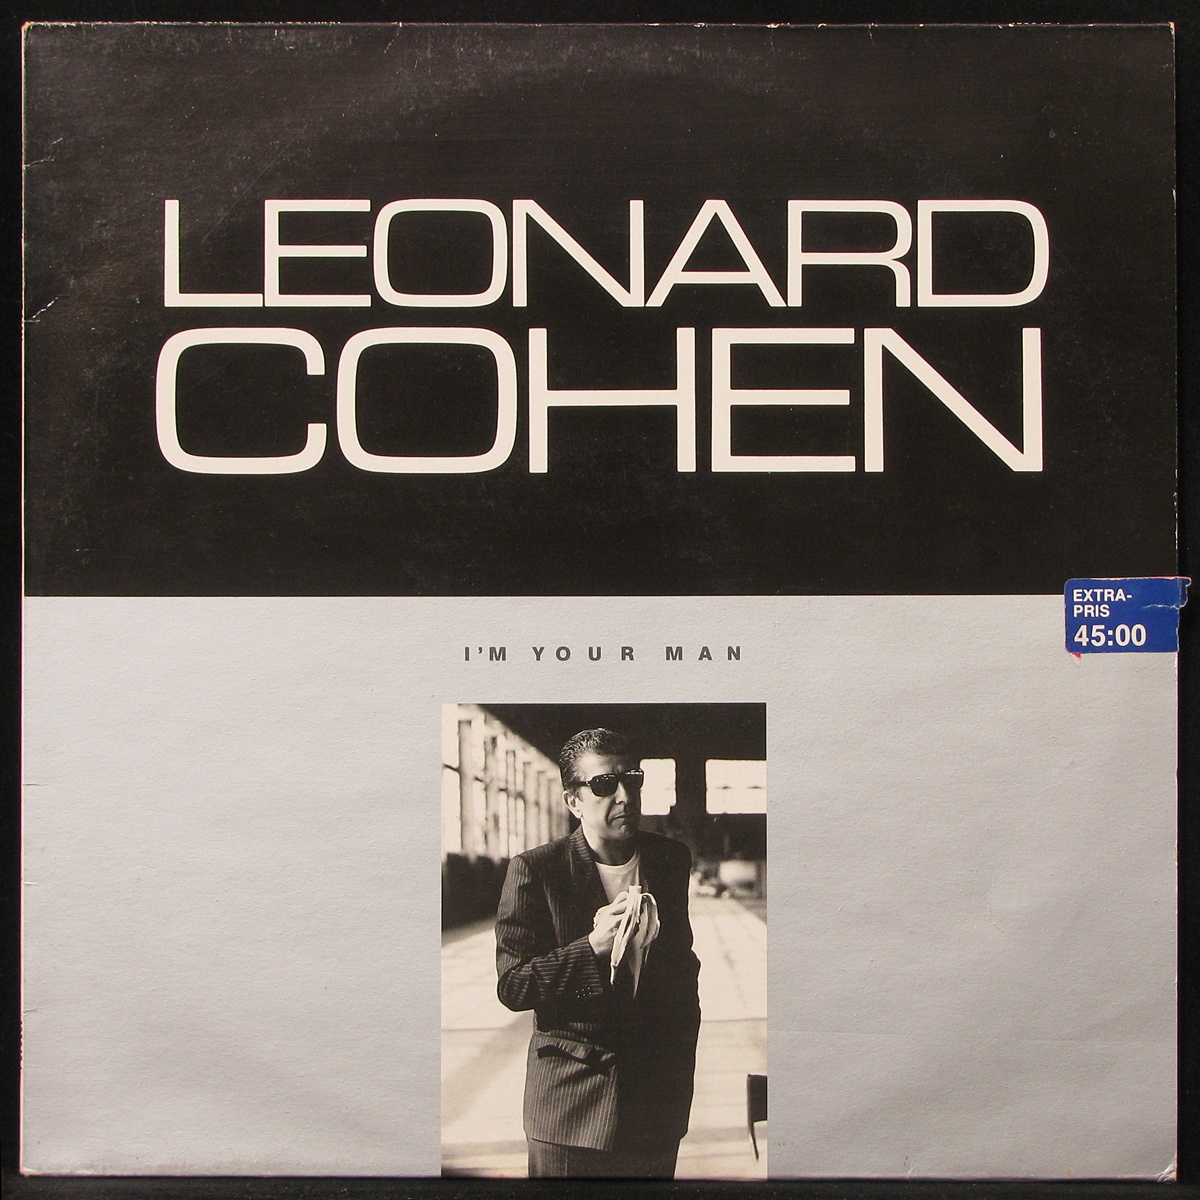 LEONARD
COHEN
EXTRA-
PRIS
45:00
I'M YOUR MAN